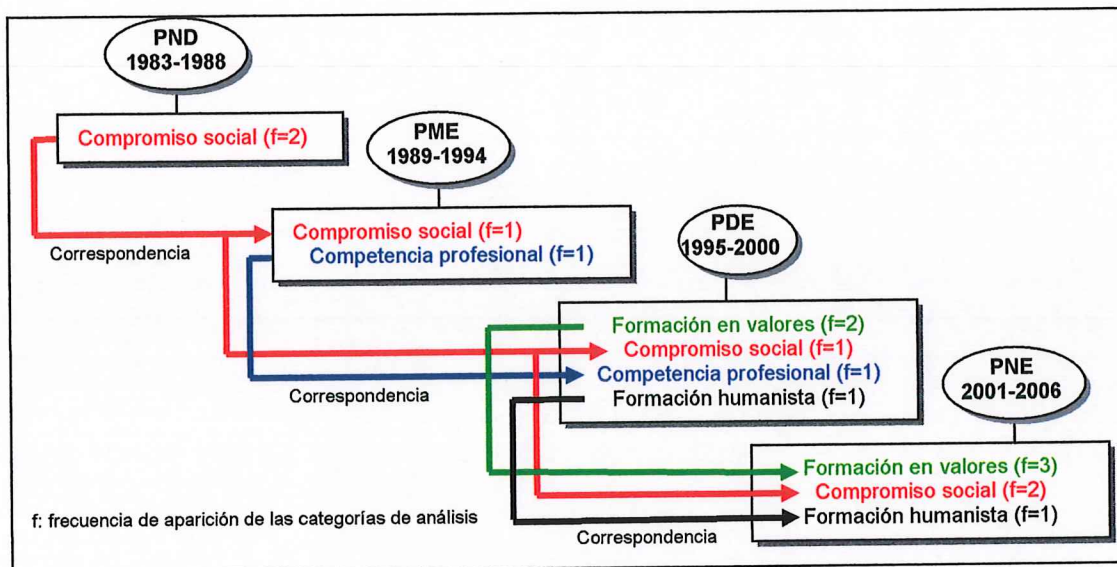 PND
1983-1988
Compromiso social (f=2)
PME
1989-1994
Compromiso social (f=1)
Competencia profesional (f=1)
Correspondencia
PDE
1995-2000
Formación en valores (f=2)
Compromiso social (f=1)
Competencia profesional (f=1)
Formación humanista (f=1)
Correspondencia
PNE
2001-2006
Formación en valores (f=3)
Compromiso social (f=2)
Formación humanista (f=1)
Correspondencia
f: frecuencia de aparición de las categorías de análisis